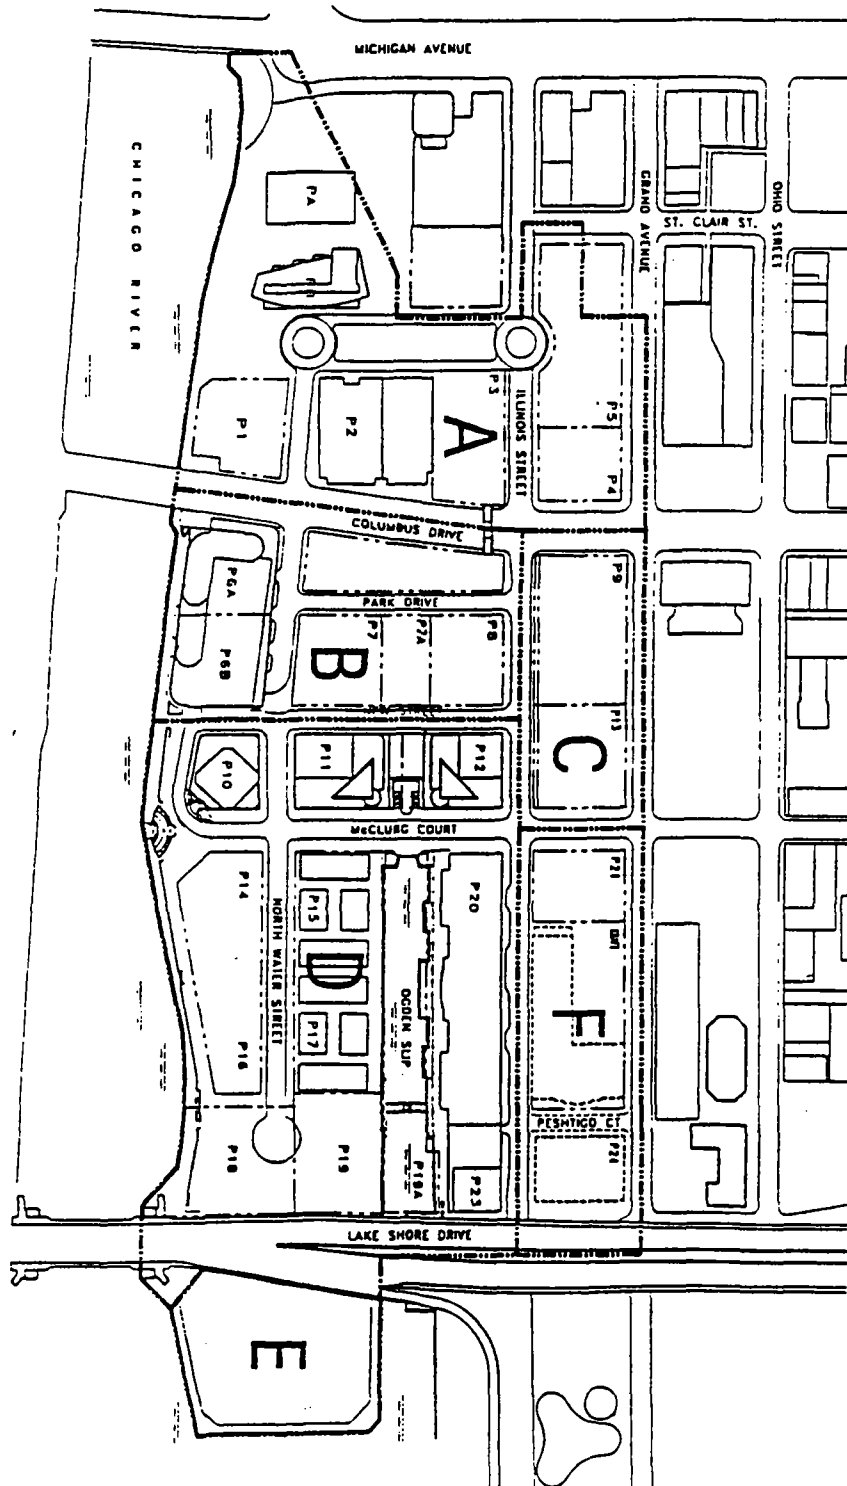 MICHIGAN AVENUE
CHICAGO RIVER
PA
GRAND AVENUE
ST. CLAIR ST.
OHIO STREET
P1
P2
P3
A
ILLINOIS STREET
P5
P4
COLUMBUS DRIVE
P6A
P6B
PARK DRIVE
P7
P7A
P8
B
P9
P13
C
P10
P11
P12
McCLURG COURT
P14
P16
NORTH WATER STREET
P15
P17
D
OGDEN SLIP
P20
F
PESHTIGO CT
P18
P19
P19A
P23
LAKE SHORE DRIVE
E